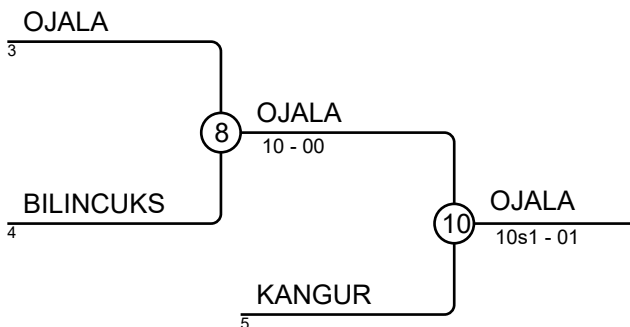 OJALA
3
OJALA
8
10 - 00
BILINCUKS
4
OJALA
10
10s1 - 01
KANGUR
5